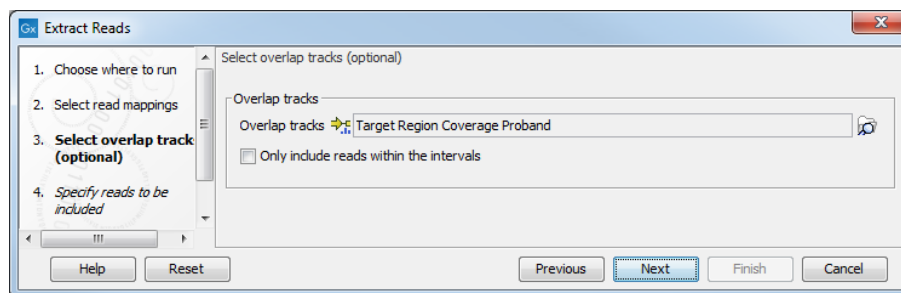 Gx Extract Reads
1. Choose where to run
2. Select read mappings
3. Select overlap track
(optional)
4. Specify reads to be
included
Select overlap tracks (optional)
Overlap tracks
Overlap tracks Target Region Coverage Proband
Only include reads within the intervals
Help Reset Previous Next Finish Cancel